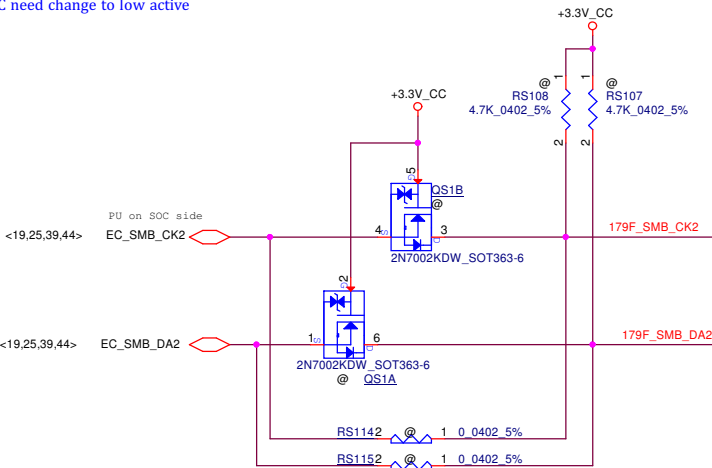 C need change to low active
+3.3V_CC
1
1
@
@
RS108
RS107
4.7K_0402_5%
4.7K_0402_5%
2
2
+3.3V_CC
5
G
QS1B
@
PU on SOC side
<19,25,39,44>
EC_SMB_CK2
4
S
D
3
179F_SMB_CK2
2N7002KDW_SOT363-6
2
G
<19,25,39,44>
EC_SMB_DA2
1
S
D
6
179F_SMB_DA2
2N7002KDW_SOT363-6
@
QS1A
RS114
2
@
1
0_0402_5%
RS115
2
@
1
0_0402_5%